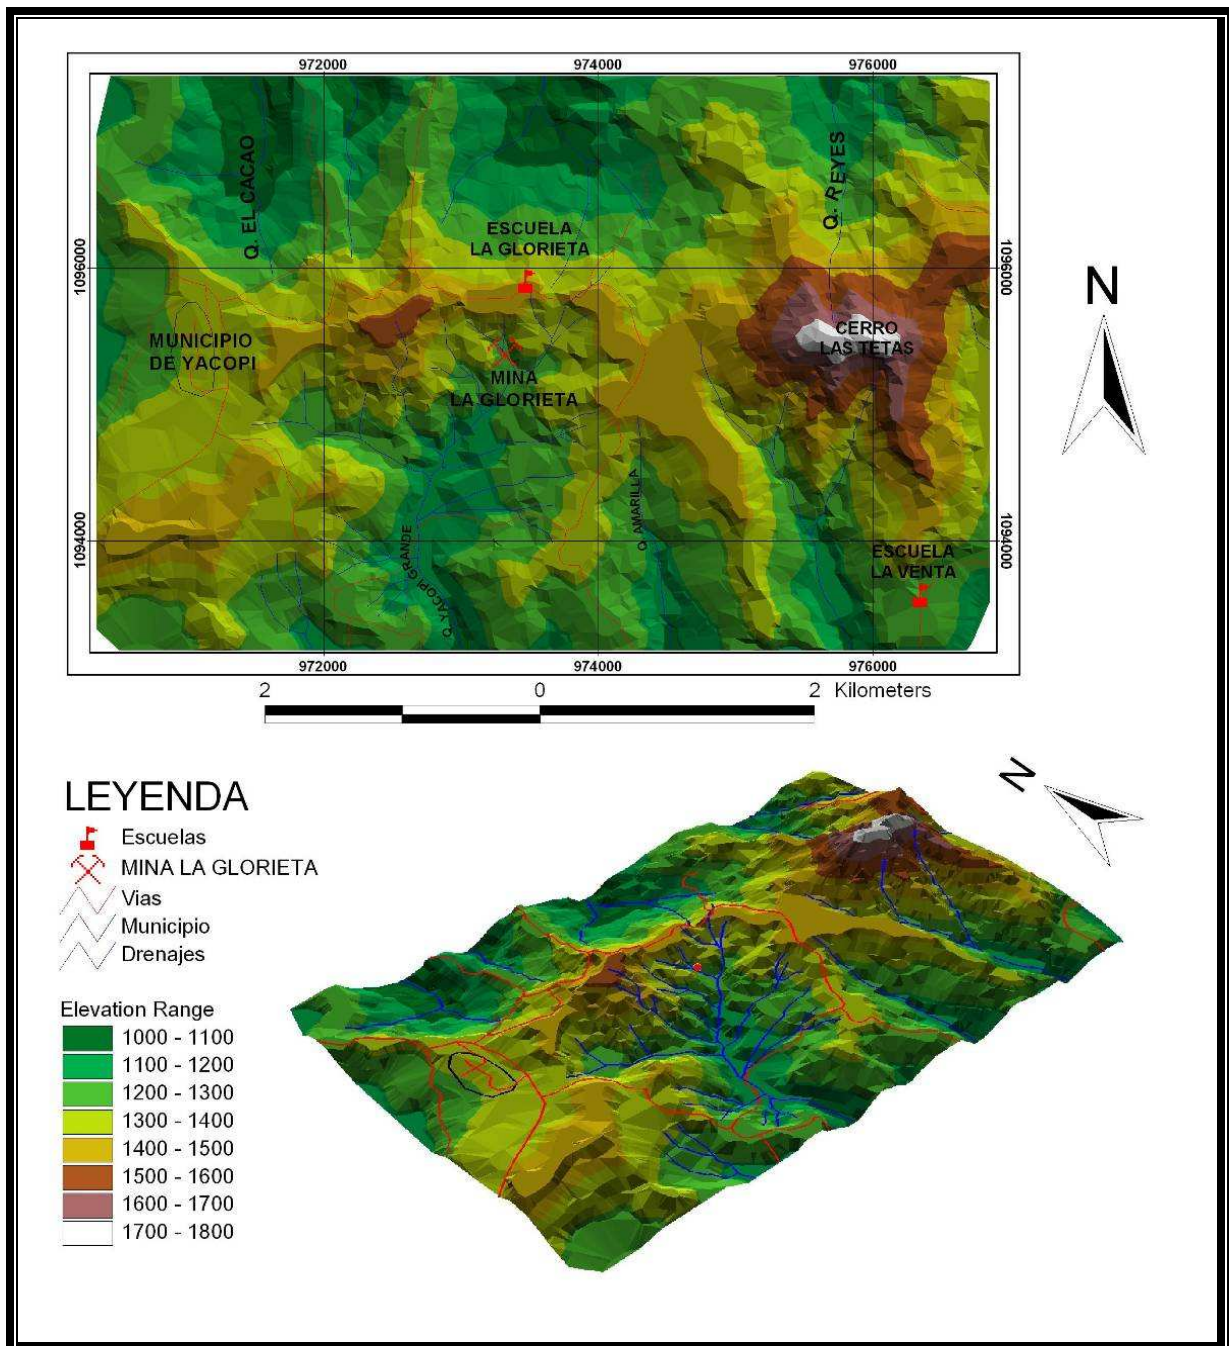 972000 974000 976000
Q. EL CACAO
Q. REYES
ESCUELA
LA GLORIETA
1096000
1096000
MUNICIPIO
DE YACOPI
CERRO
LAS TETAS
MINA
LA GLORIETA
Q. AMARILLA
1094000
1094000
Q. YACOPI GRANDE
ESCUELA
LA VENTA
972000 974000 976000
N
2 0 2 Kilometers
LEYENDA
Escuelas
MINA LA GLORIETA
Vias
Municipio
Drenajes
N
Elevation Range
1000 - 1100
1100 - 1200
1200 - 1300
1300 - 1400
1400 - 1500
1500 - 1600
1600 - 1700
1700 - 1800